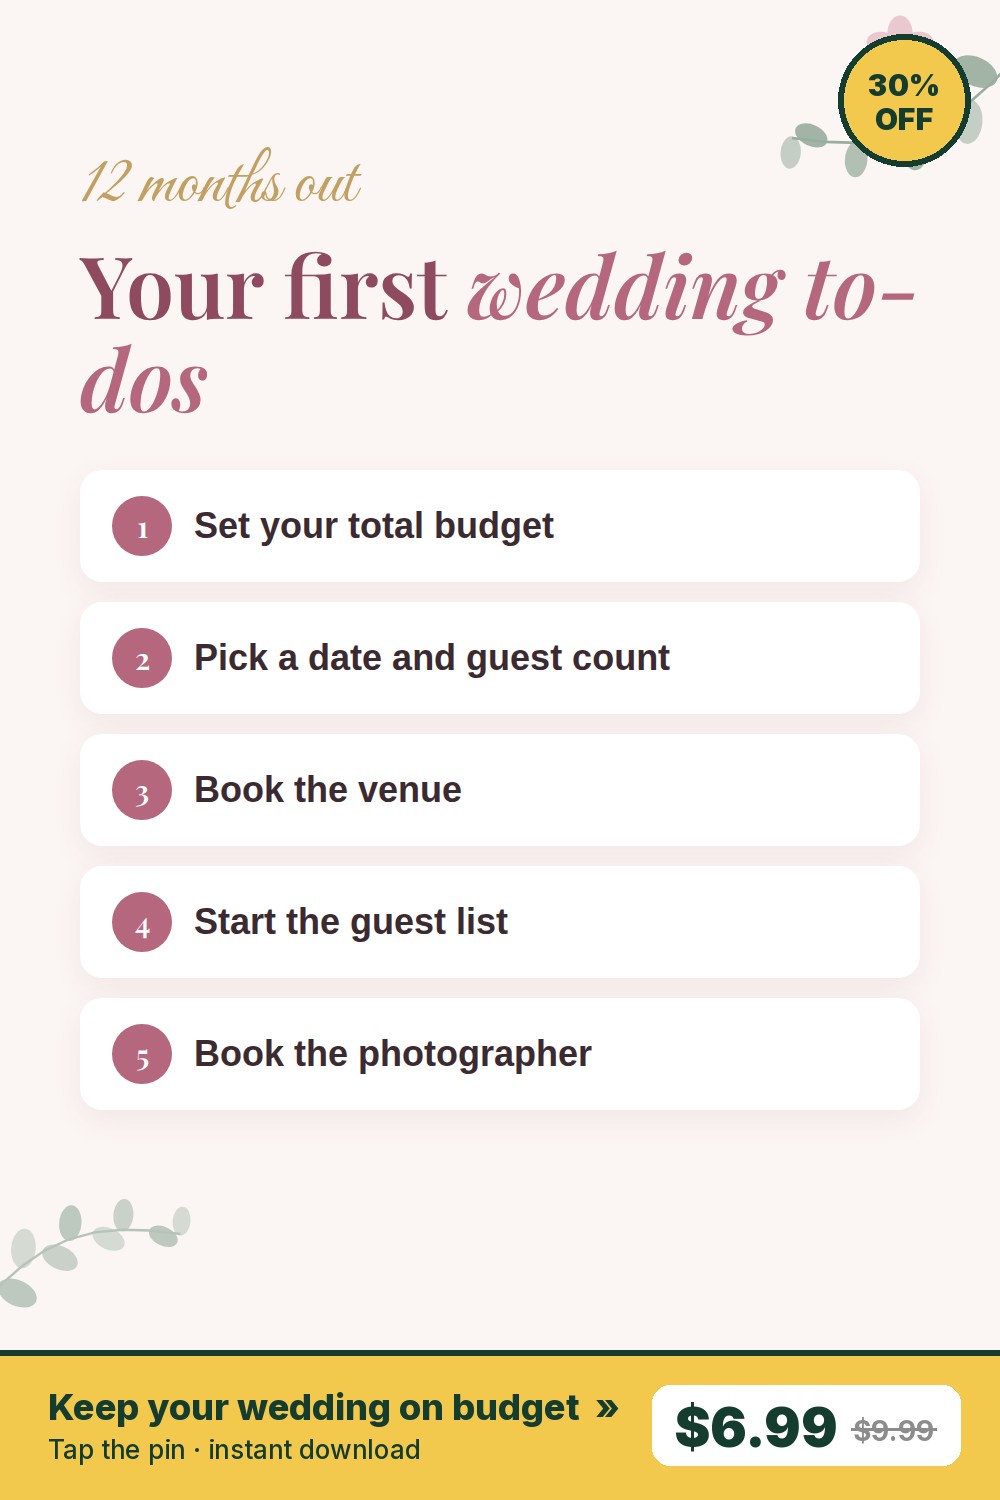 30%
OFF
12 months out
Your first wedding to-
dos
1 Set your total budget
2 Pick a date and guest count
3 Book the venue
4 Start the guest list
5 Book the photographer
Keep your wedding on budget »
Tap the pin · instant download
$6.99 $9.99